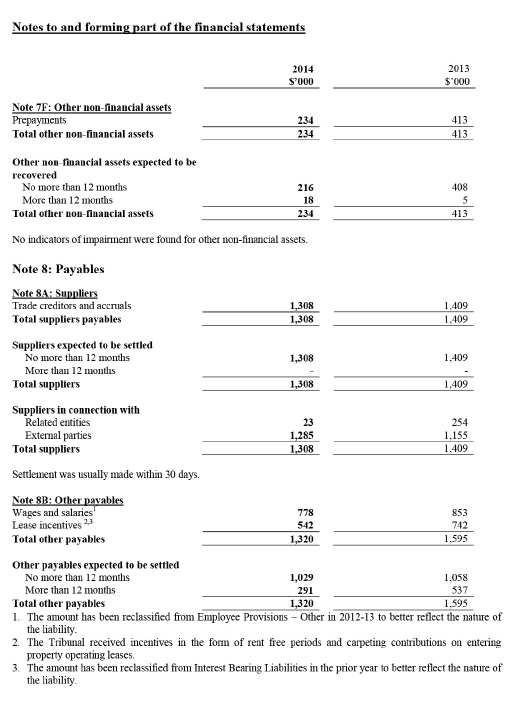 Notes to and forming part of the financial statements
2014 2013
$'000 $'000
Note 7F: Other non-financial assets
Prepayments 234 413
Total other non-financial assets 234 413
Other non-financial assets expected to be
recovered
No more than 12 months 216 408
More than 12 months 18 5
Total other non-financial assets 234 413
No indicators of impairment were found for other non-financial assets.
Note 8: Payables
Note 8A: Suppliers
Trade creditors and accruals 1,308 1,409
Total suppliers payables 1,308 1,409
Suppliers expected to be settled
No more than 12 months 1,308 1,409
More than 12 months - -
Total suppliers 1,308 1,409
Suppliers in connection with
Related entities 23 254
External parties 1,285 1,155
Total suppliers 1,308 1,409
Settlement was usually made within 30 days.
Note 8B: Other payables
Wages and salaries¹ 778 853
Lease incentives ²,³ 542 742
Total other payables 1,320 1,595
Other payables expected to be settled
No more than 12 months 1,029 1,058
More than 12 months 291 537
Total other payables 1,320 1,595
1. The amount has been reclassified from Employee Provisions – Other in 2012-13 to better reflect the nature of
the liability.
2. The Tribunal received incentives in the form of rent free periods and carpeting contributions on entering
property operating leases.
3. The amount has been reclassified from Interest Bearing Liabilities in the prior year to better reflect the nature of
the liability.